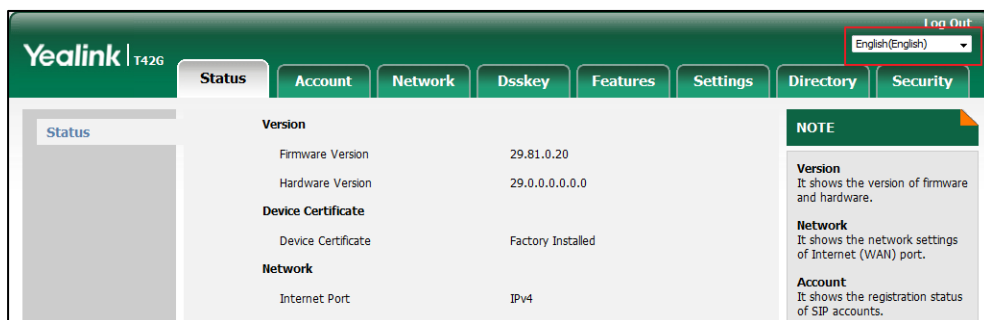 Log Out
Yealink | T42G
English(English)
Status Account Network Dsskey Features Settings Directory Security
Status
Version
Firmware Version 29.81.0.20
Hardware Version 29.0.0.0.0.0.0
Device Certificate
Device Certificate Factory Installed
Network
Internet Port IPv4
NOTE
Version
It shows the version of firmware
and hardware.
Network
It shows the network settings
of Internet (WAN) port.
Account
It shows the registration status
of SIP accounts.